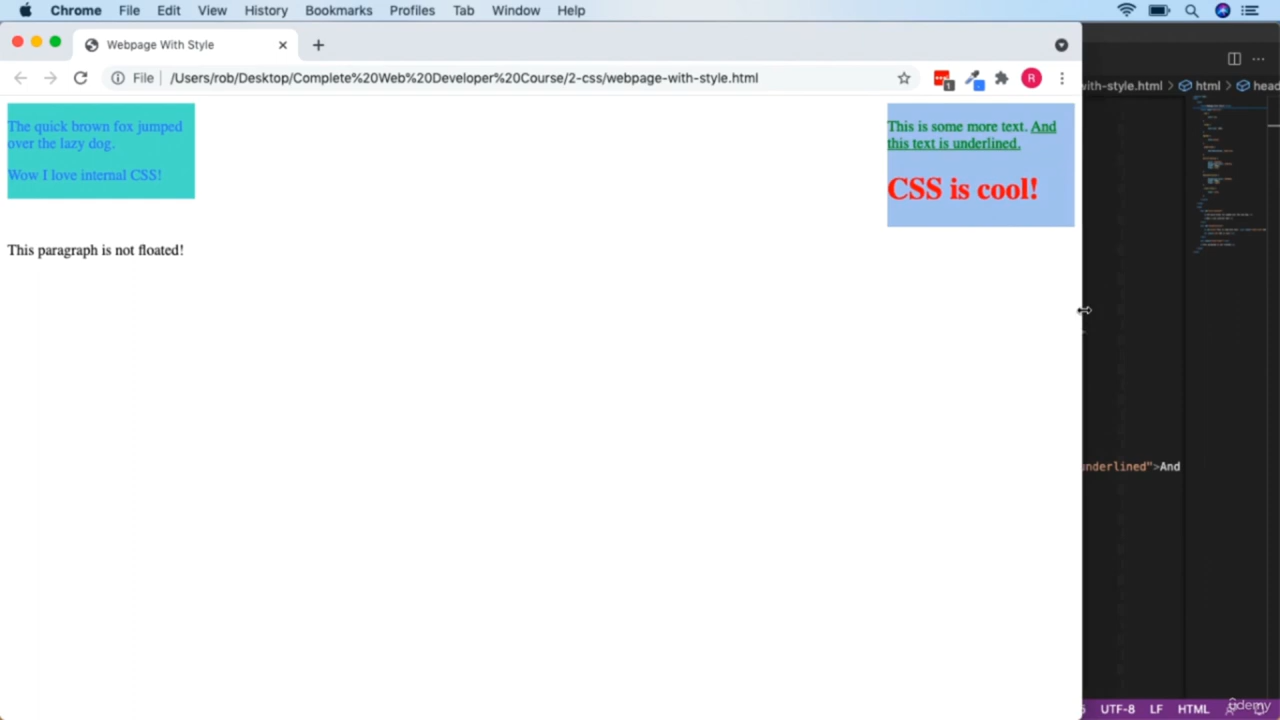 Chrome File Edit View History Bookmarks Profiles Tab Window Help
Webpage With Style
File /Users/rob/Desktop/Complete%20Web%20Developer%20Course/2-css/webpage-with-style.html
1
R
with-style.html > html > head
The quick brown fox jumped
over the lazy dog.
Wow I love internal CSS!
This is some more text. And
this text is underlined.
CSS is cool!
This paragraph is not floated!
underlined">And
UTF-8 LF HTML
ûdemy